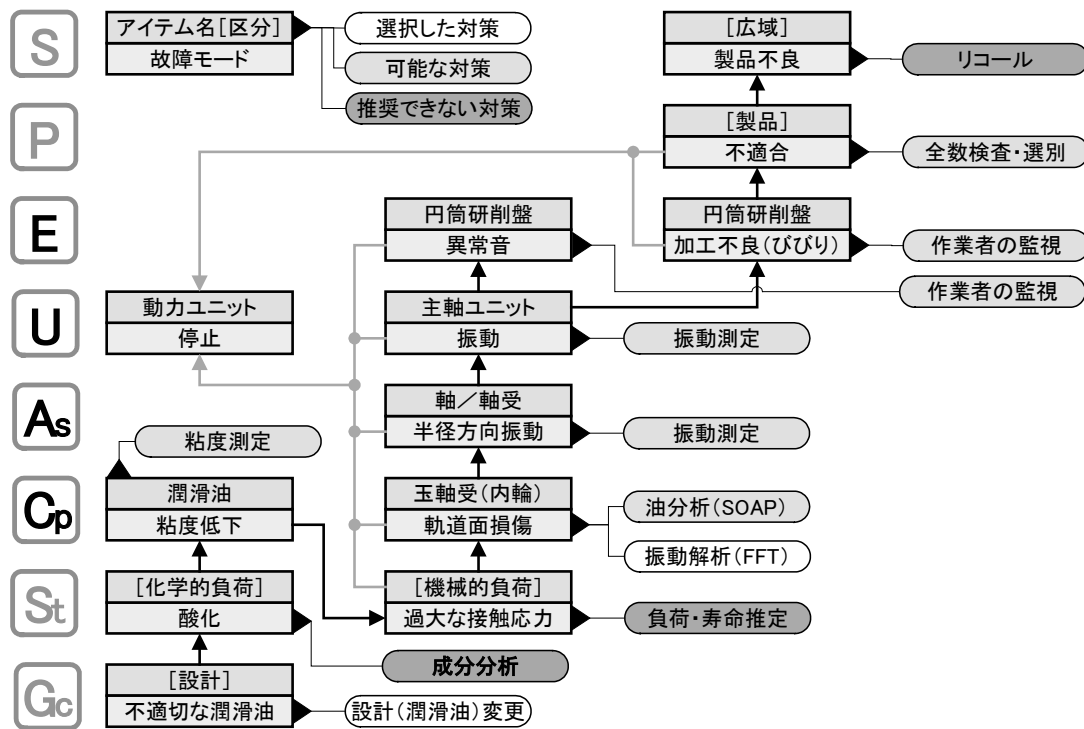 S
アイテム名[区分]
故障モード
選択した対策
可能な対策
推奨できない対策
[広域]
製品不良
リコール
P
[製品]
不適合
全数検査・選別
E
円筒研削盤
異常音
円筒研削盤
加工不良(びびり)
作業者の監視
作業者の監視
U
動力ユニット
停止
主軸ユニット
振動
振動測定
As
軸/軸受
半径方向振動
振動測定
粘度測定
Cp
潤滑油
粘度低下
玉軸受(内輪)
軌道面損傷
油分析(SOAP)
振動解析(FFT)
St
[化学的負荷]
酸化
[機械的負荷]
過大な接触応力
負荷・寿命推定
成分分析
Gc
[設計]
不適切な潤滑油
設計(潤滑油)変更